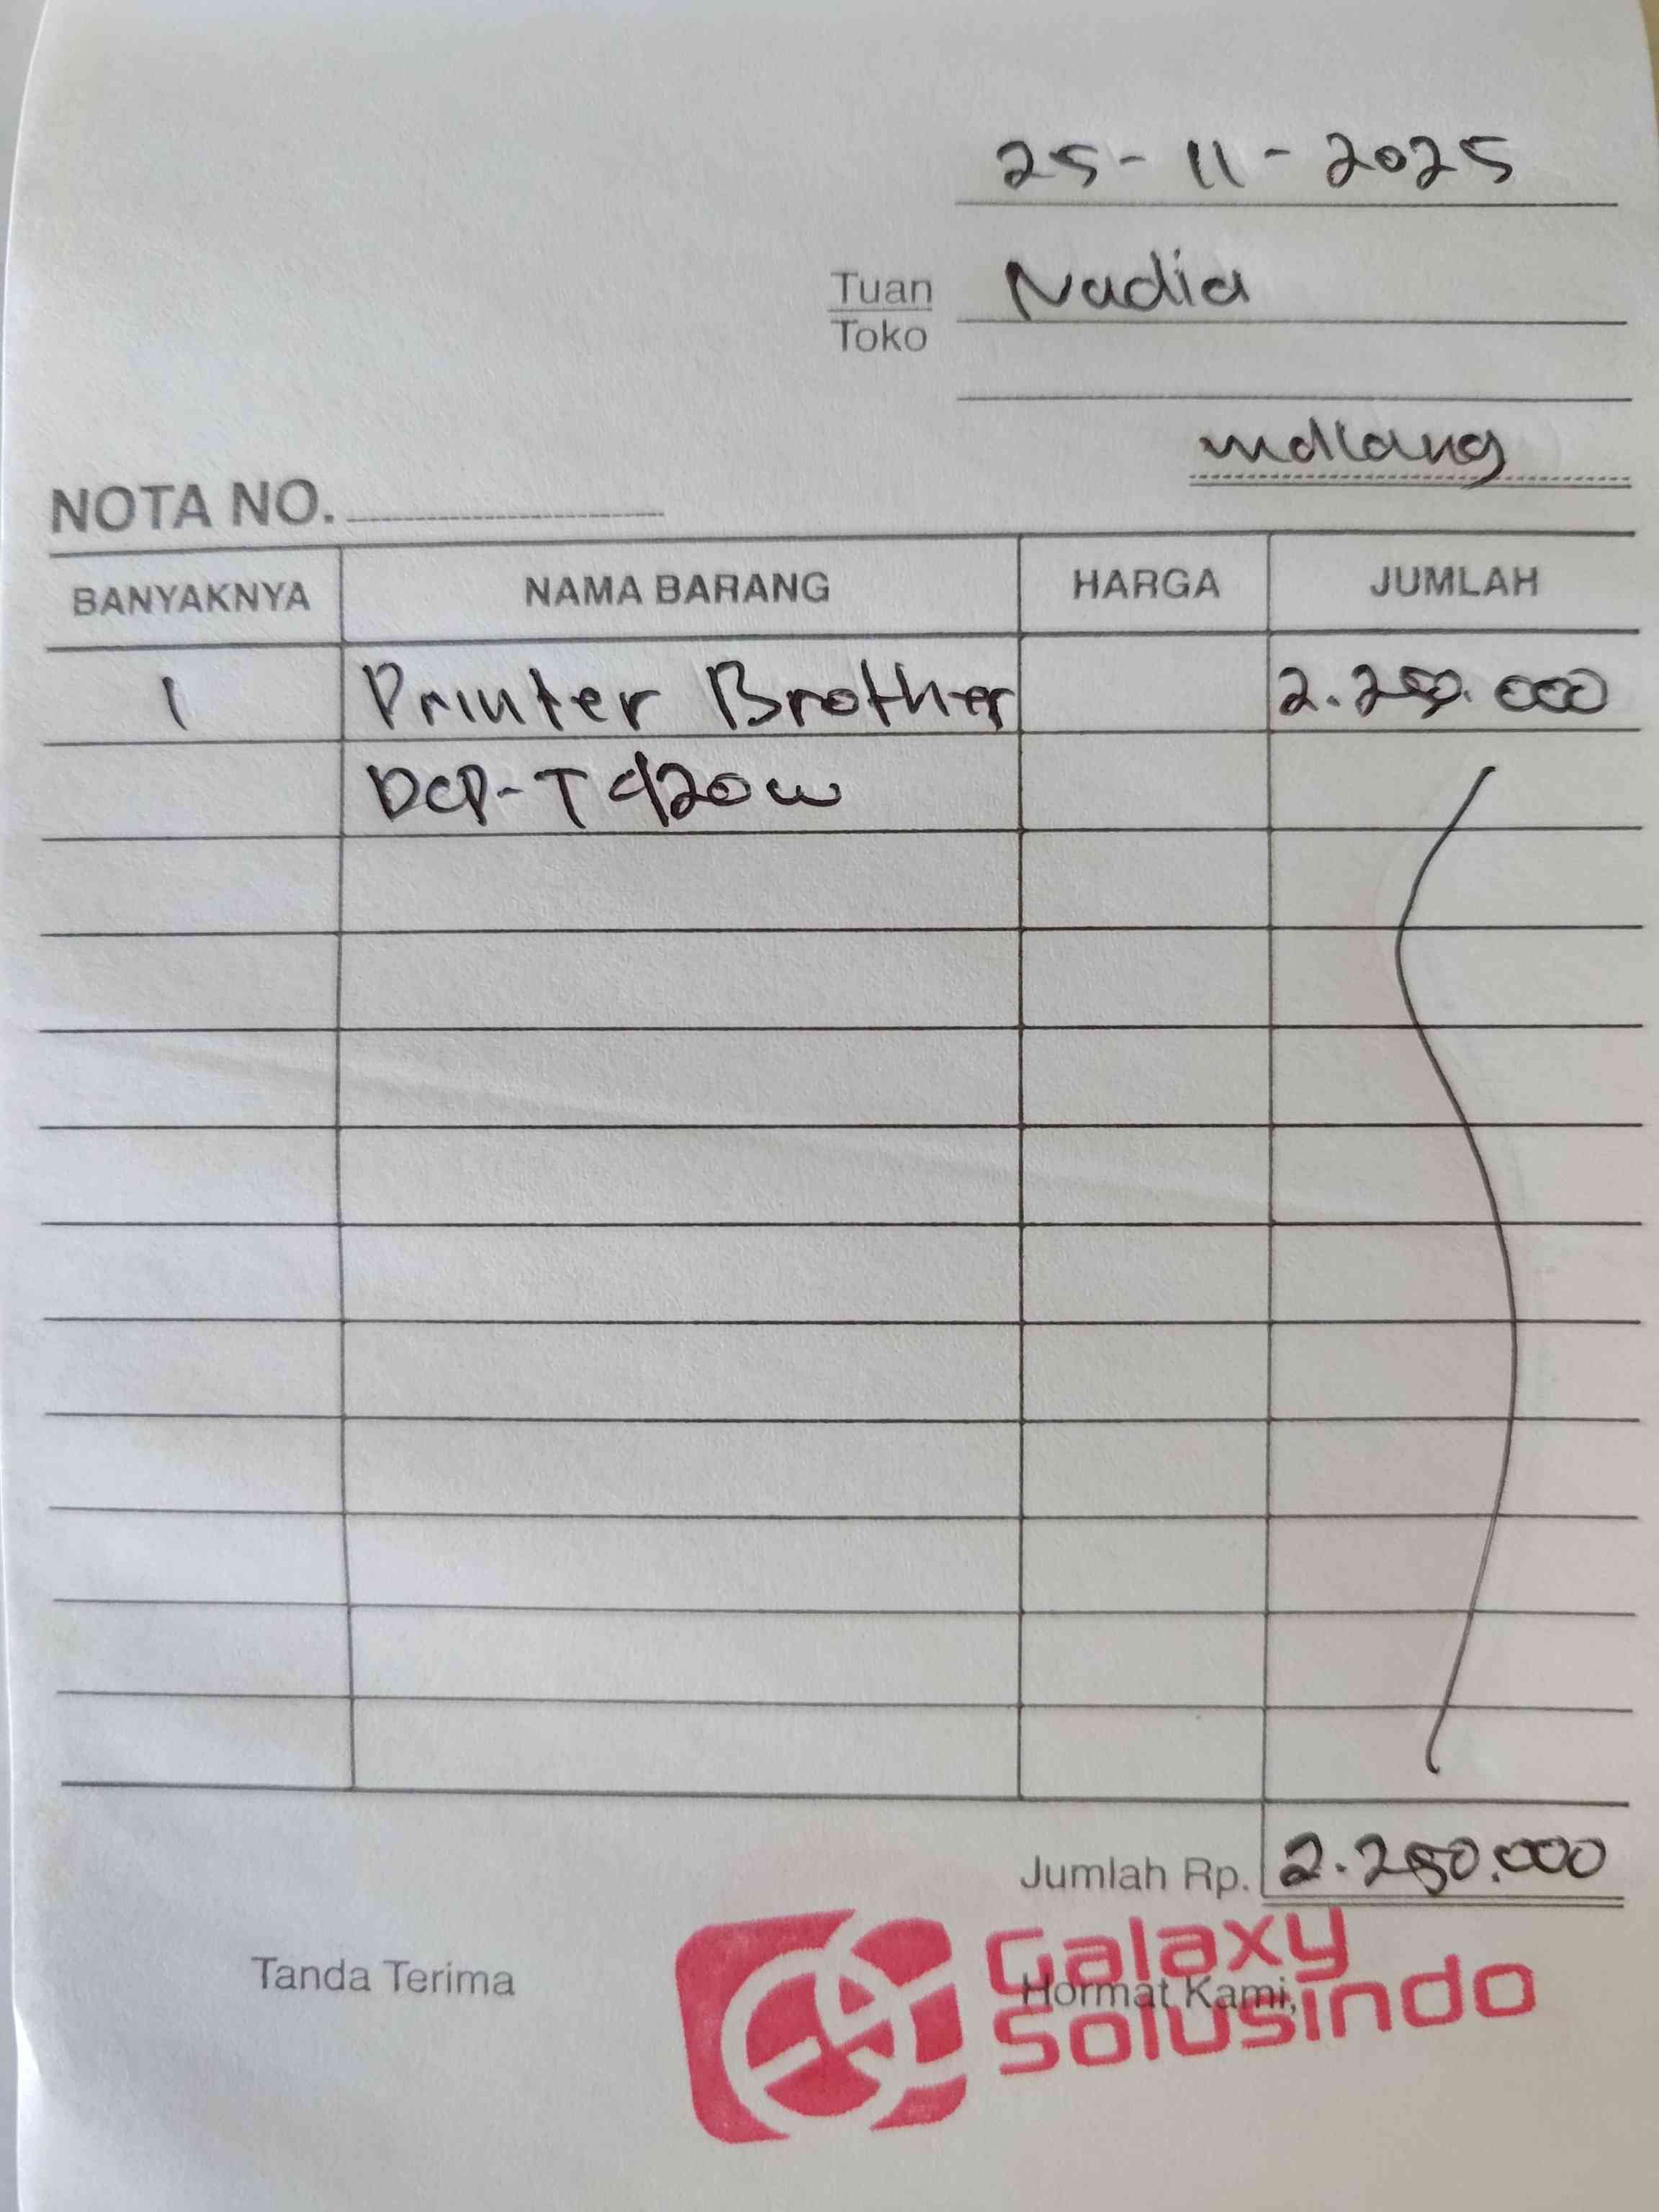 25-11-2025
Tuan Nadia
Toko
Malang
NOTA NO.
BANYAKNYA NAMA BARANG HARGA JUMLAH
1 Printer Brother 2.250.000
DCP-T420w
Jumlah Rp. 2.250.000
Tanda Terima Hormat Kami,
Galaxy
Solusindo